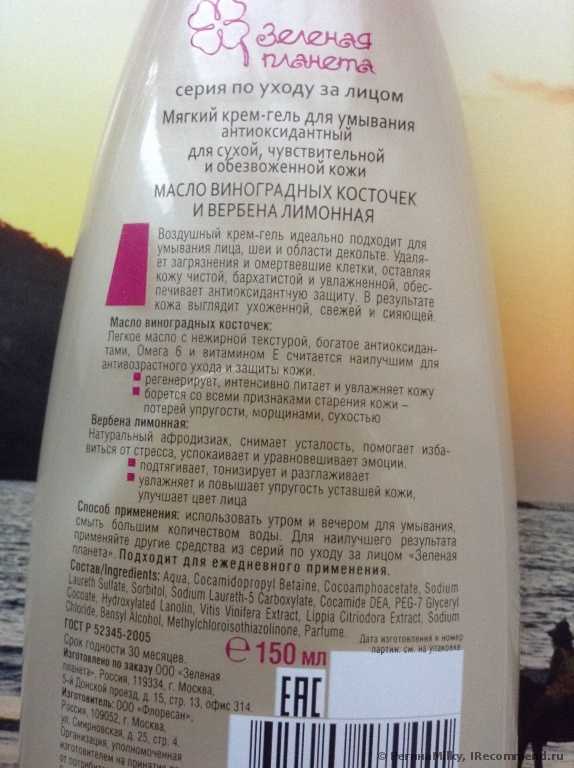 Зеленая
планета
серия по уходу за лицом
Мягкий крем-гель для умывания
антиоксидантный
для сухой, чувствительной
и обезвоженной кожи
МАСЛО ВИНОГРАДНЫХ КОСТОЧЕК
И ВЕРБЕНА ЛИМОННАЯ
Воздушный крем-гель идеально подходит для
умывания лица, шеи и области декольте. Удаля-
ет загрязнения и омертвевшие клетки, оставляя
кожу чистой, бархатистой и увлажненной, обес-
печивает антиоксидантную защиту. В результате
кожа выглядит ухоженной, свежей и сияющей.
Масло виноградных косточек:
Легкое масло с нежирной текстурой, богатое антиоксидан-
тами, Омега 6 и витамином Е считается наилучшим для
антивозрастного ухода и защиты кожи.
регенерирует, интенсивно питает и увлажняет кожу
борется со всеми признаками старения кожи –
потерей упругости, морщинами, сухостью
Вербена лимонная:
Натуральный афродизиак, снимает усталость, помогает изба-
виться от стресса, успокаивает и уравновешивает эмоции.
подтягивает, тонизирует и разглаживает
увлажняет и повышает упругость уставшей кожи,
улучшает цвет лица
Способ применения: использовать утром и вечером для умывания,
смыть большим количеством воды. Для наилучшего результата
применяйте другие средства из серий по уходу за лицом «Зеленая
планета». Подходит для ежедневного применения.
Состав/Ingredients: Aqua, Cocamidopropyl Betaine, Cocoamphoacetate, Sodium
Laureth Sulfate, Sorbitol, Sodium Laureth-5 Carboxylate, Cocamide DEA, PEG-7 Glyceryl
Cocoate, Hydroxylated Lanolin, Vitis Vinifera Extract, Lippia Citriodora Extract, Sodium
Chloride, Benzyl Alcohol, Methylchloroisothiazolinone, Parfume.
ГОСТ Р 52345-2005
Срок годности 30 месяцев.
Дата изготовления и номер
партии: см. на упаковке
Изготовлено по заказу ООО «Зеленая
планета», Россия, 119334, г. Москва,
5-й Донской проезд, д. 15, стр. 13, офис 314
Изготовитель: ООО «Флоресан»,
Россия, 109052, г. Москва,
ул. Смирновская, д. 25, стр. 4.
Организация, уполномоченная
изготовителем на принятие
от потребите
℮ 150 мл
ЕАС
IRecommend.ru